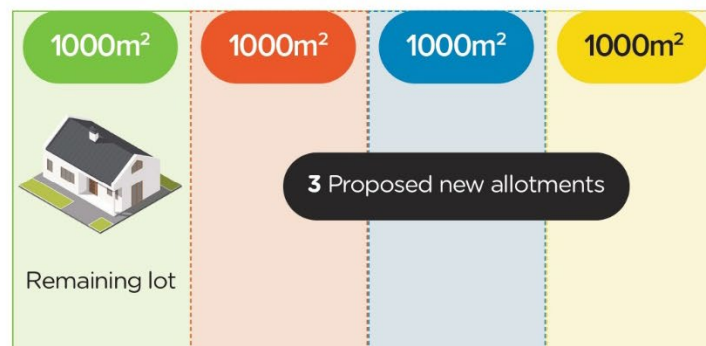 1000m²
1000m²
1000m²
1000m²
3 Proposed new allotments
Remaining lot